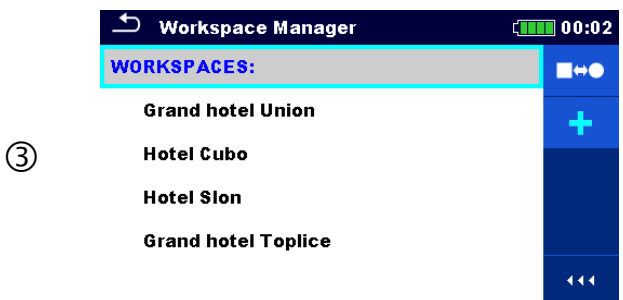 Workspace Manager 00:02
WORKSPACES:
Grand hotel Union
Hotel Cubo
③
Hotel Slon
Grand hotel Toplice